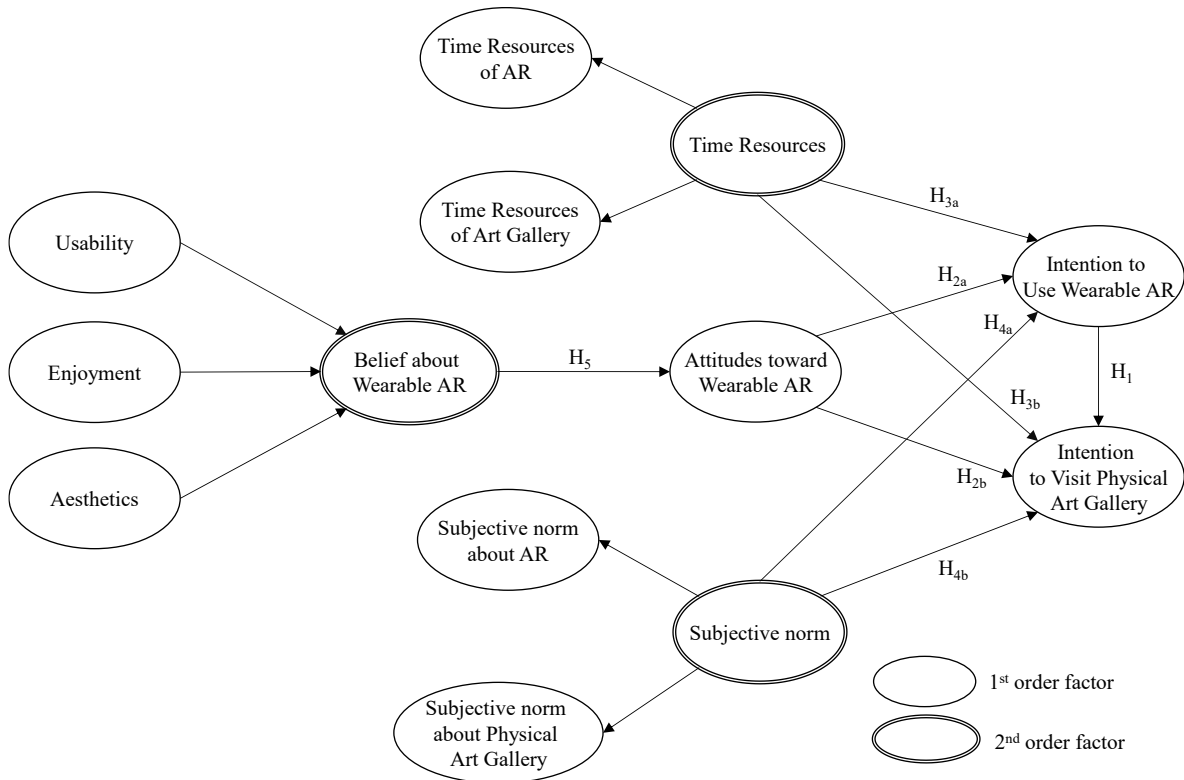 Time Resources
of AR
Time Resources
Time Resources
of Art Gallery
H3a
Usability
Intention to
Use Wearable AR
H2a
H4a
Enjoyment
Belief about
Wearable AR
H5
Attitudes toward
Wearable AR
H1
H3b
Intention
to Visit Physical
Art Gallery
H2b
Aesthetics
Subjective norm
about AR
H4b
Subjective norm
1st order factor
Subjective norm
about Physical
Art Gallery
2nd order factor